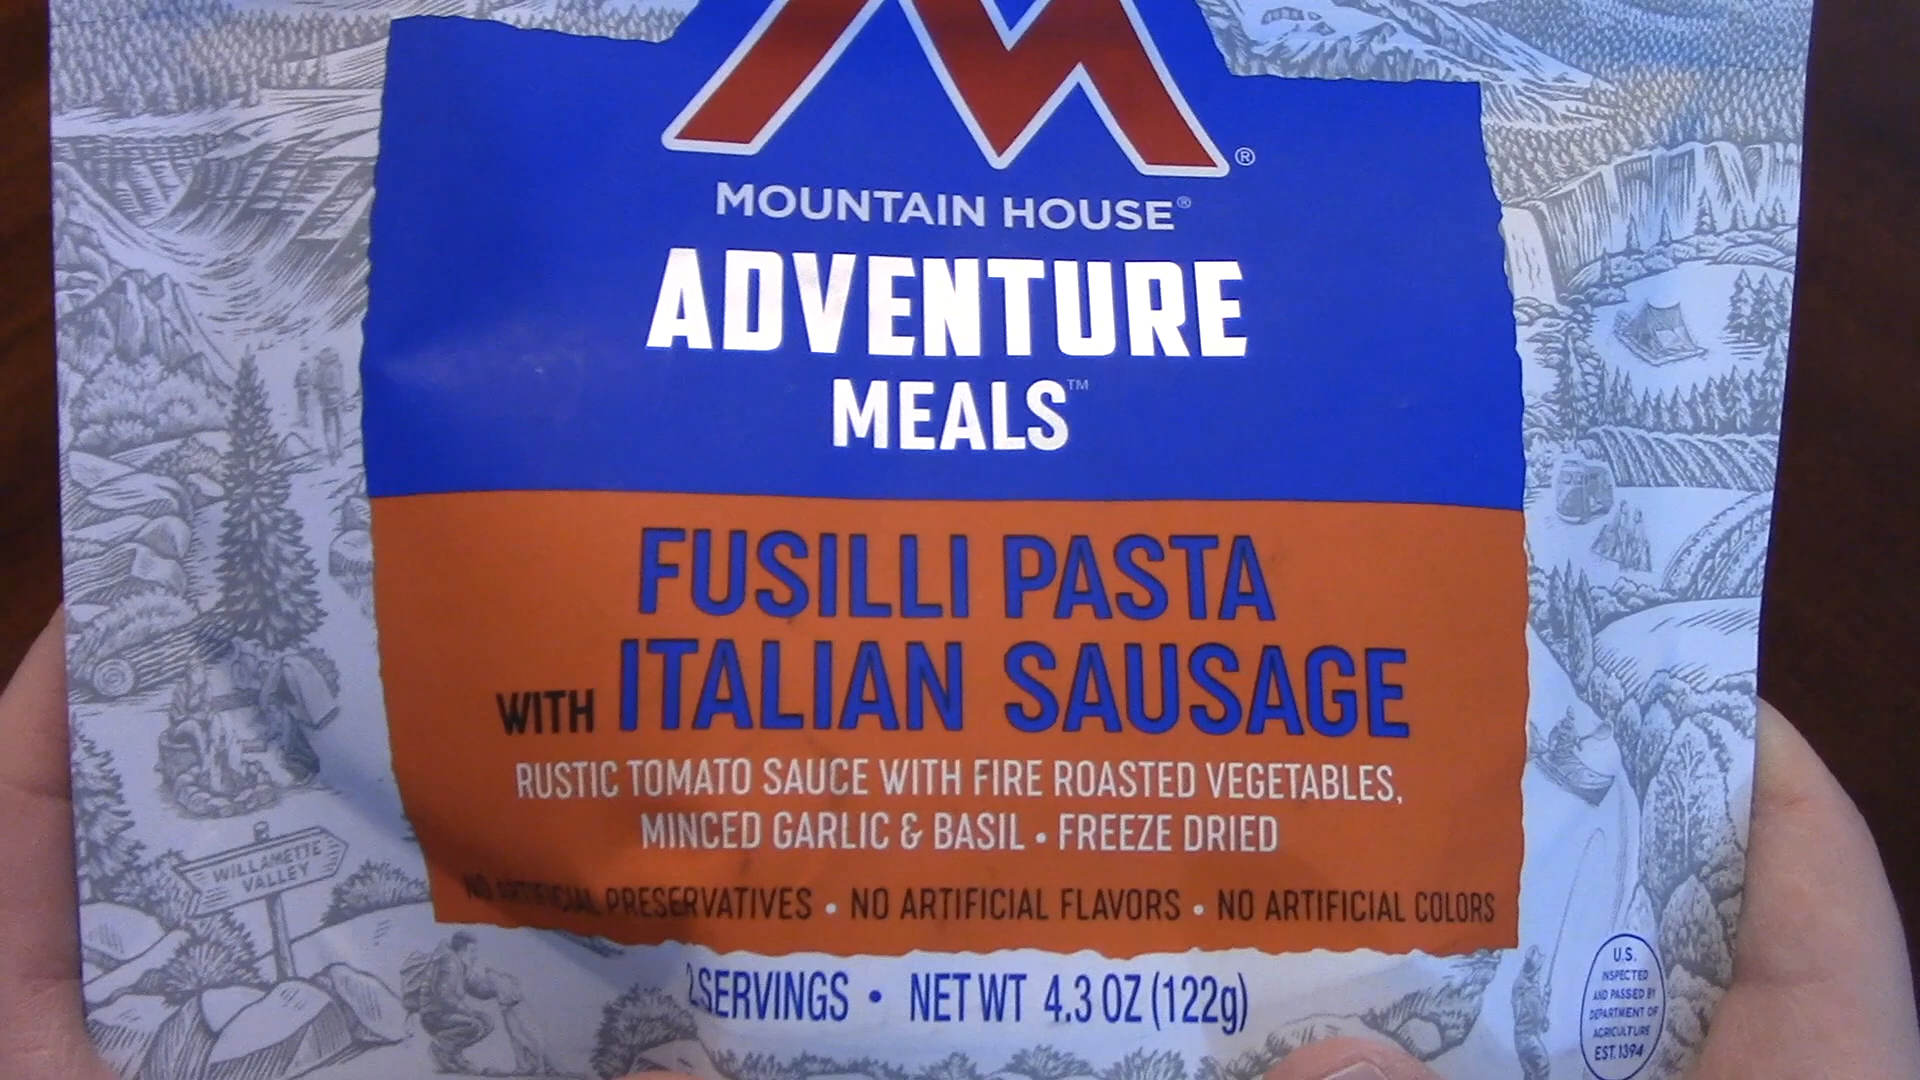 ®
MOUNTAIN HOUSE®
ADVENTURE
MEALS™
FUSILLI PASTA
WITH ITALIAN SAUSAGE
RUSTIC TOMATO SAUCE WITH FIRE ROASTED VEGETABLES,
MINCED GARLIC & BASIL • FREEZE DRIED
NO ARTIFICIAL PRESERVATIVES • NO ARTIFICIAL FLAVORS • NO ARTIFICIAL COLORS
2 SERVINGS • NET WT 4.3 OZ (122g)
WILLAMETTE
VALLEY
U.S.
INSPECTED
AND PASSED BY
DEPARTMENT OF
AGRICULTURE
EST. 1394